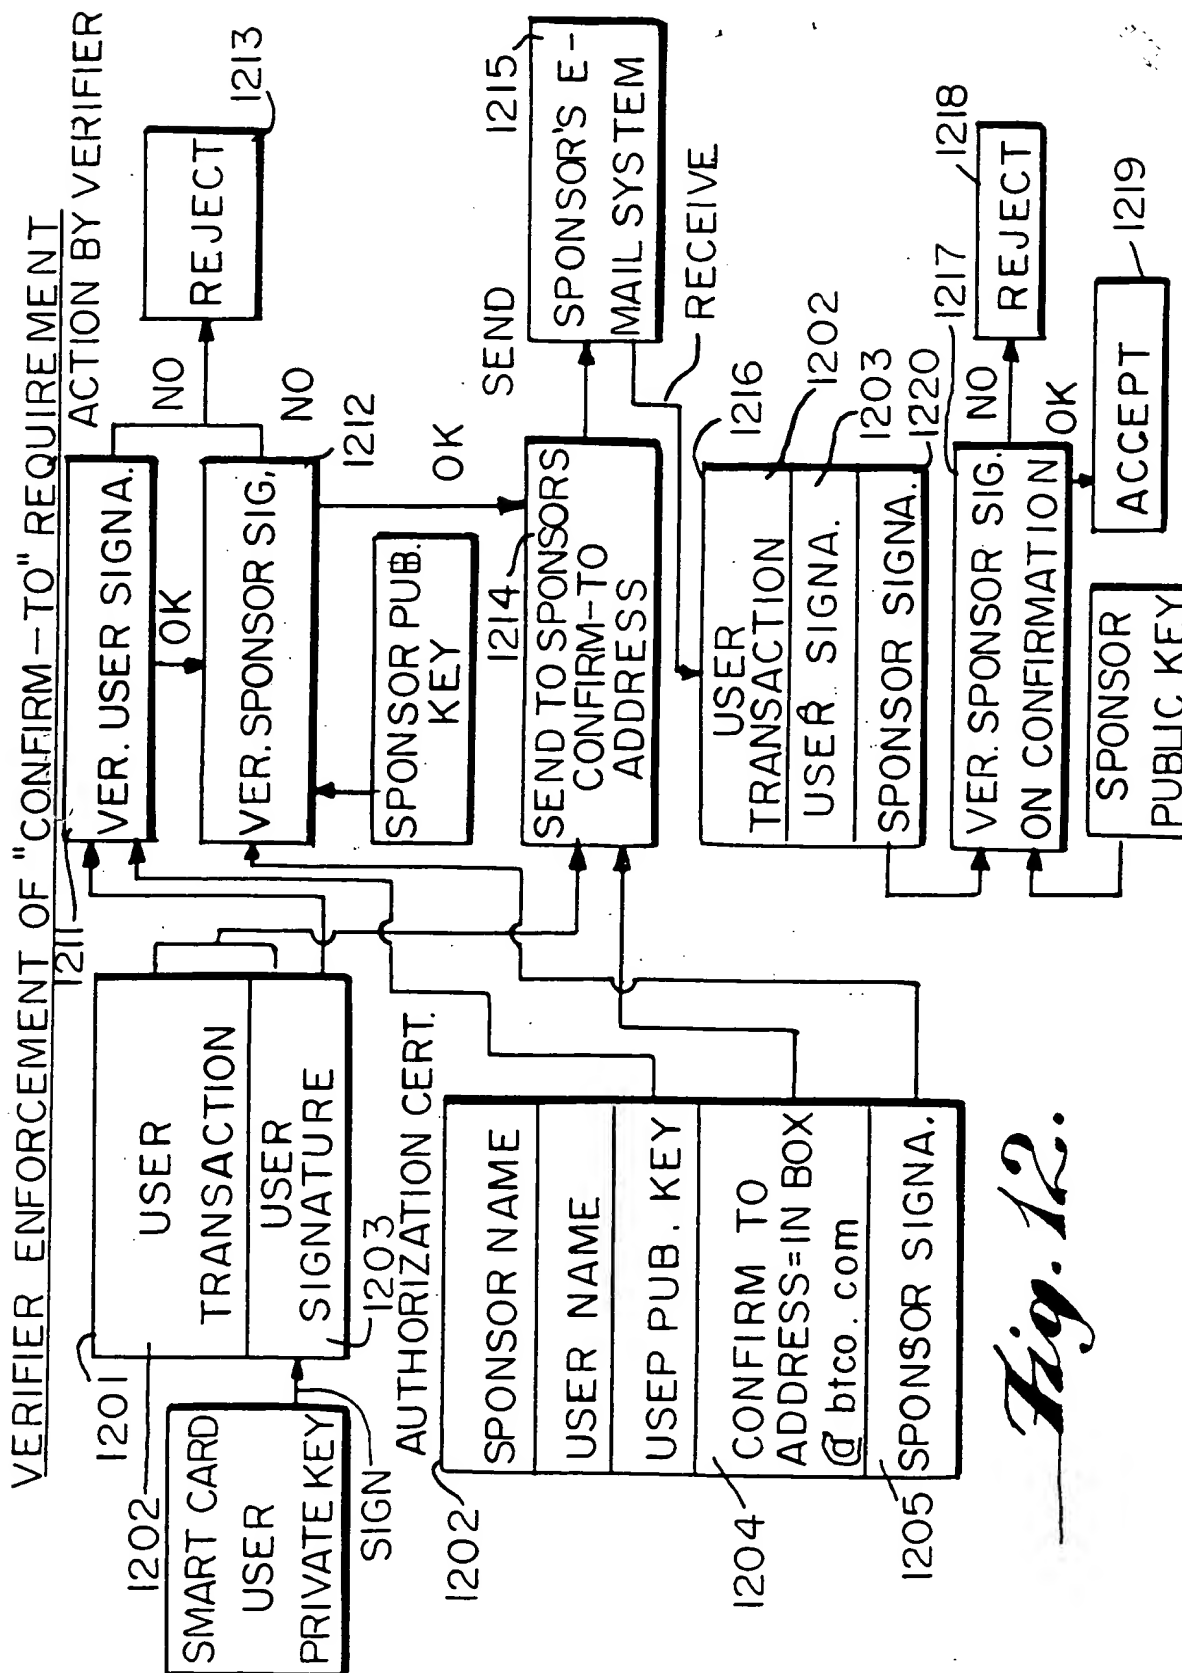 VERIFIER ENFORCEMENT OF "CONFIRM-TO" REQUIREMENT
ACTION BY VERIFIER
1201
1202
SMART CARD
USER
PRIVATE KEY
SIGN
USER
TRANSACTION
USER
SIGNATURE
1203
1211
VER. USER SIGNA.
OK
NO
VER. SPONSOR SIG,
NO
1212
REJECT
1213
SPONSOR PUB.
KEY
OK
AUTHORIZATION CERT.
1202
SPONSOR NAME
USER NAME
USEP PUB. KEY
CONFIRM TO
ADDRESS=IN BOX
@ btco. com
1204
SPONSOR SIGNA.
1205
1214
SEND TO SPONSORS
CONFIRM-TO
ADDRESS
SEND
1215
SPONSOR'S E-
MAIL SYSTEM
RECEIVE
1216
USER
TRANSACTION
1202
USER. SIGNA.
1203
SPONSOR SIGNA.
1220
VER. SPONSOR SIG.
ON CONFIRMATION
1217
NO
REJECT
1218
OK
ACCEPT
1219
SPONSOR
PUBLIC KEY
Fig. 12.